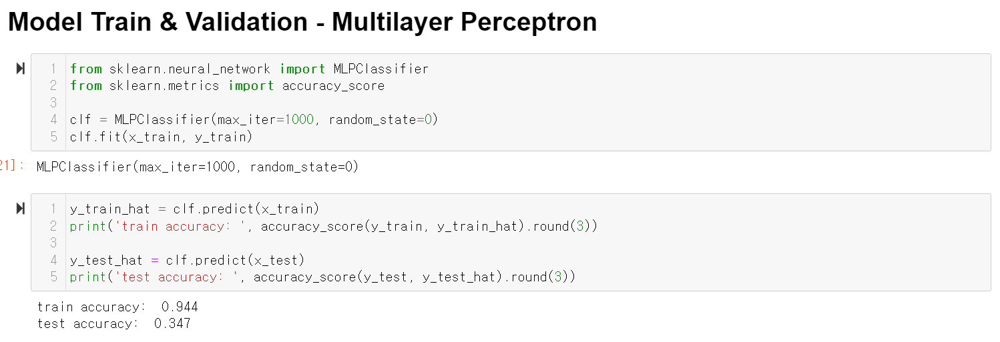 Model Train & Validation - Multilayer Perceptron
1 from sklearn.neural_network import MLPClassifier
2 from sklearn.metrics import accuracy_score
3
4 clf = MLPClassifier(max_iter=1000, random_state=0)
5 clf.fit(x_train, y_train)
21]: MLPClassifier(max_iter=1000, random_state=0)
1 y_train_hat = clf.predict(x_train)
2 print('train accuracy: ', accuracy_score(y_train, y_train_hat).round(3))
3
4 y_test_hat = clf.predict(x_test)
5 print('test accuracy: ', accuracy_score(y_test, y_test_hat).round(3))
train accuracy:  0.944
test accuracy:  0.347